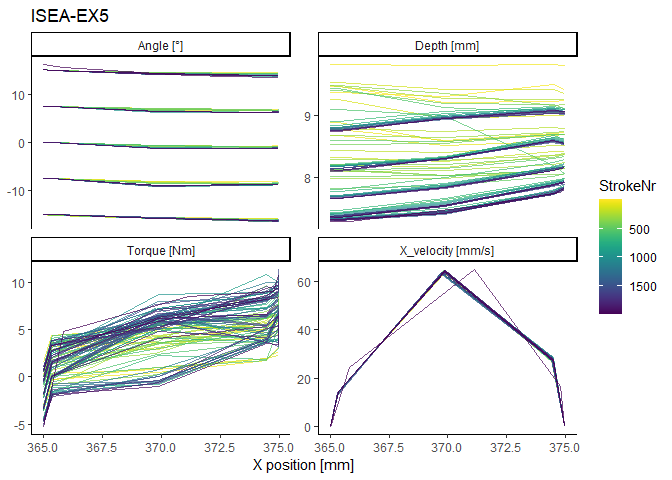 ISEA-EX5
Angle [°]
Depth [mm]
10
0
-10
9
8
StrokeNr
500
1000
1500
Torque [Nm]
X_velocity [mm/s]
10
5
0
-5
60
40
20
0
365.0 367.5 370.0 372.5 375.0
365.0 367.5 370.0 372.5 375.0
X position [mm]